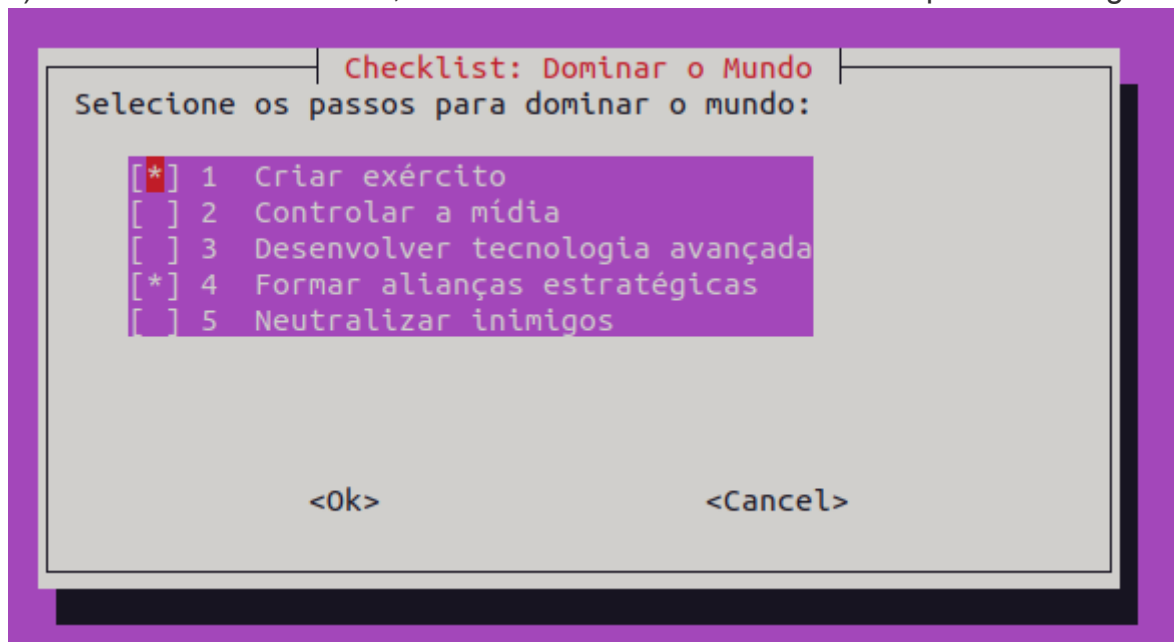 Checklist: Dominar o Mundo
Selecione os passos para dominar o mundo:
[*] 1 Criar exército
[ ] 2 Controlar a mídia
[ ] 3 Desenvolver tecnologia avançada
[*] 4 Formar alianças estratégicas
[ ] 5 Neutralizar inimigos
<Ok> <Cancel>